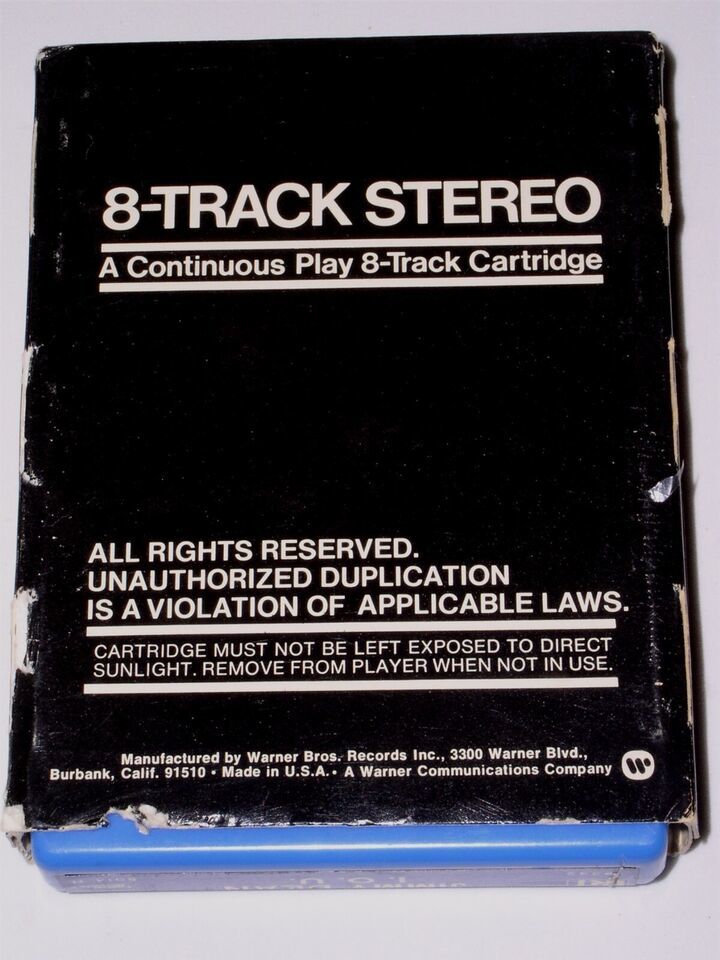 8-TRACK STEREO
A Continuous Play 8-Track Cartridge
ALL RIGHTS RESERVED.
UNAUTHORIZED DUPLICATION
IS A VIOLATION OF APPLICABLE LAWS.
CARTRIDGE MUST NOT BE LEFT EXPOSED TO DIRECT
SUNLIGHT. REMOVE FROM PLAYER WHEN NOT IN USE.
Manufactured by Warner Bros. Records Inc., 3300 Warner Blvd.,
Burbank, Calif. 91510 • Made in U.S.A. • A Warner Communications Company